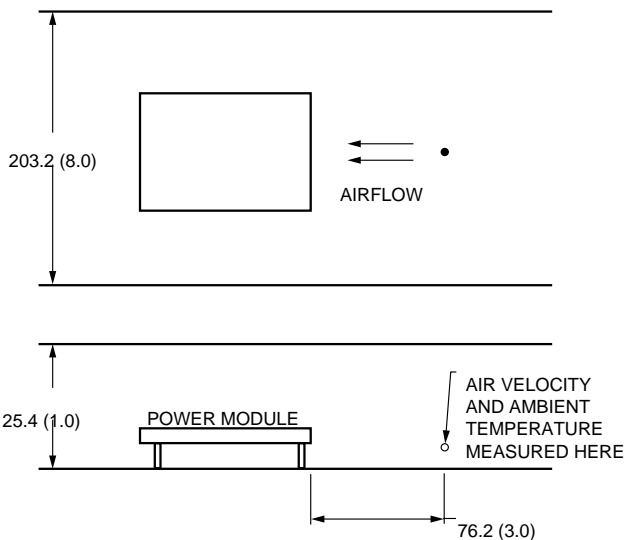 203.2 (8.0)
AIRFLOW
25.4 (1.0)
POWER MODULE
AIR VELOCITY
AND AMBIENT
TEMPERATURE
MEASURED HERE
76.2 (3.0)